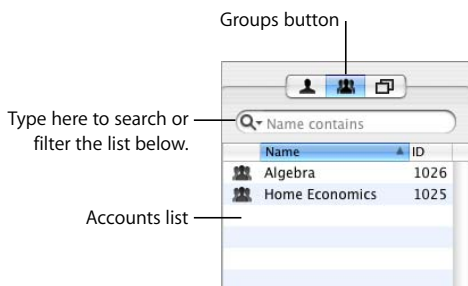 Groups button
Type here to search or
filter the list below.
Name contains
Name ID
Algebra 1026
Home Economics 1025
Accounts list